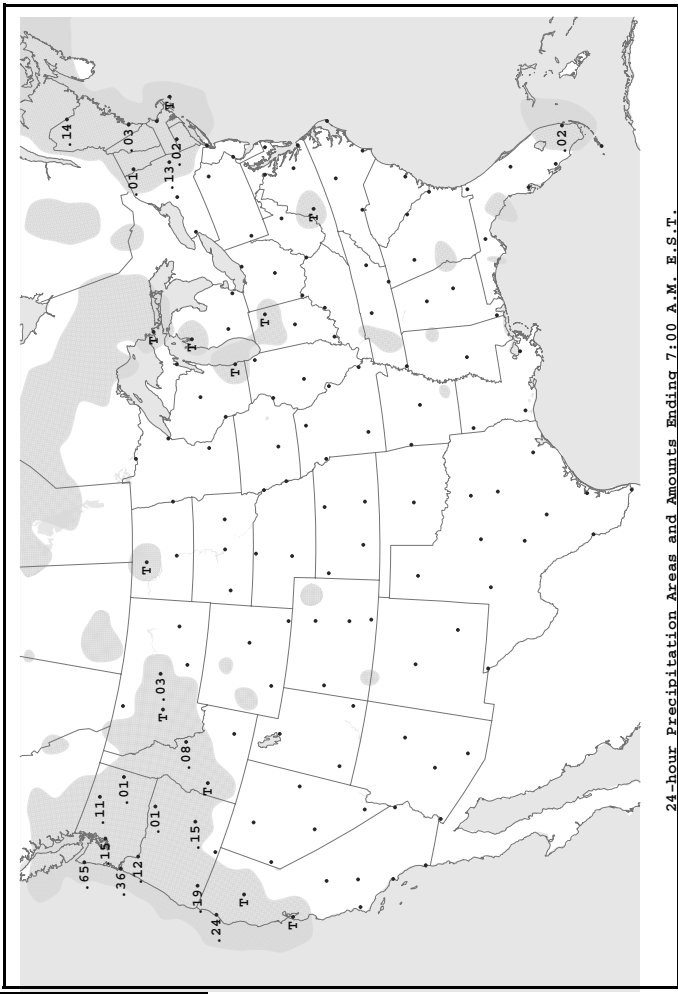 .14
.65
.11
.15
.36
.01
.03
.01
.12
T
T
.01
.03
T
.13
T
.02
.08
T
.15
.19
T
.24
T
T
T
T
T
.02
24-hour Precipitation Areas and Amounts Ending 7:00 A.M. E.S.T.